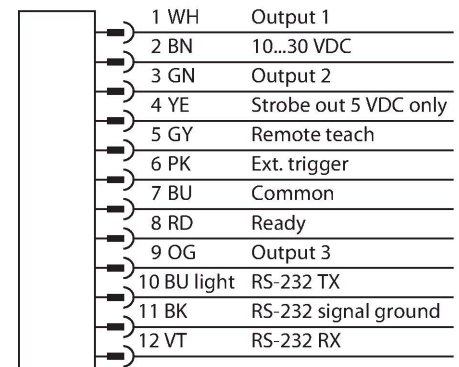 1 WH Output 1
2 BN 10...30 VDC
3 GN Output 2
4 YE Strobe out 5 VDC only
5 GY Remote teach
6 PK Ext. trigger
7 BU Common
8 RD Ready
9 OG Output 3
10 BU light RS-232 TX
11 BK RS-232 signal ground
12 VT RS-232 RX